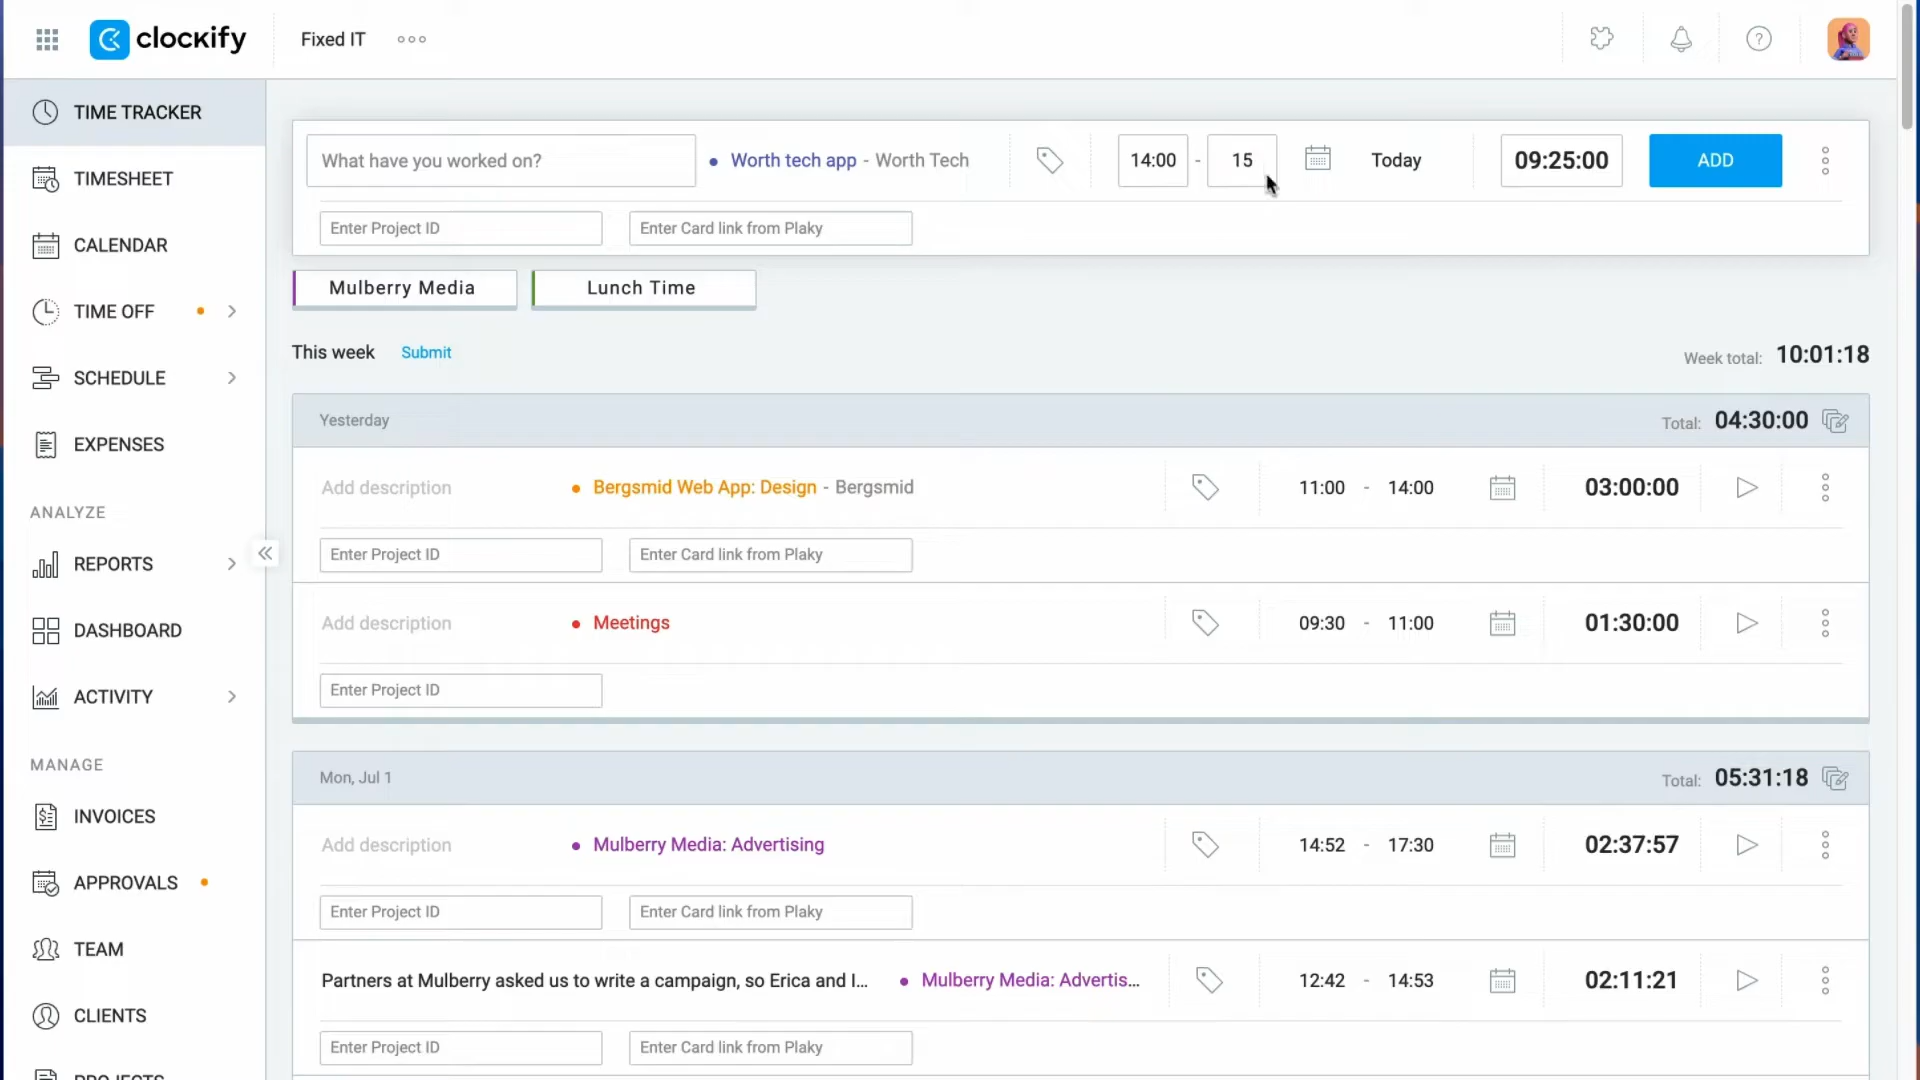 clockify
Fixed IT
?
TIME TRACKER
TIMESHEET
CALENDAR
TIME OFF
SCHEDULE
EXPENSES
ANALYZE
REPORTS
DASHBOARD
ACTIVITY
MANAGE
INVOICES
APPROVALS
TEAM
CLIENTS
PROJECTS
What have you worked on? Worth tech app - Worth Tech 14:00 - 15 Today 09:25:00 ADD
Enter Project ID Enter Card link from Plaky
Mulberry Media Lunch Time
This week Submit Week total: 10:01:18
Yesterday Total: 04:30:00
Add description Bergsmid Web App: Design - Bergsmid 11:00 - 14:00 03:00:00
Enter Project ID Enter Card link from Plaky
Add description Meetings 09:30 - 11:00 01:30:00
Enter Project ID
Mon, Jul 1 Total: 05:31:18
Add description Mulberry Media: Advertising 14:52 - 17:30 02:37:57
Enter Project ID Enter Card link from Plaky
Partners at Mulberry asked us to write a campaign, so Erica and I... Mulberry Media: Advertis... 12:42 - 14:53 02:11:21
Enter Project ID Enter Card link from Plaky